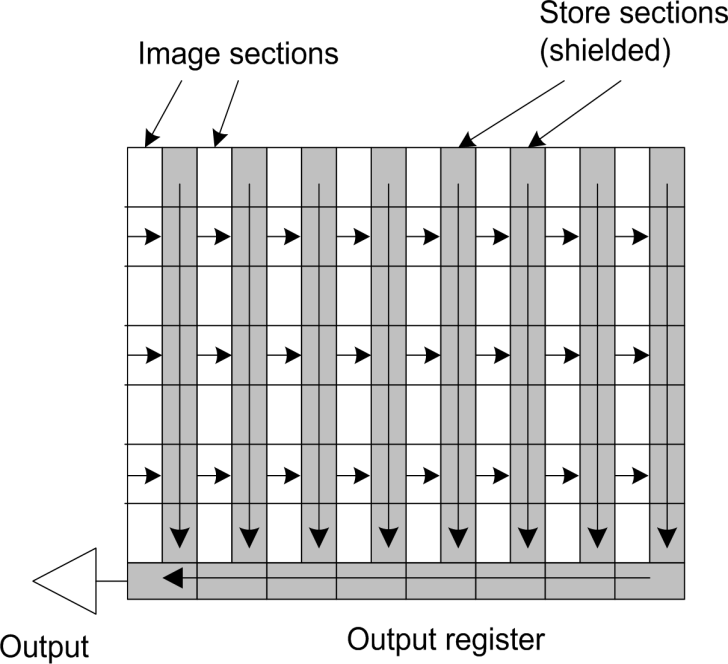 Store sections
(shielded)
Image sections
Output register
Output